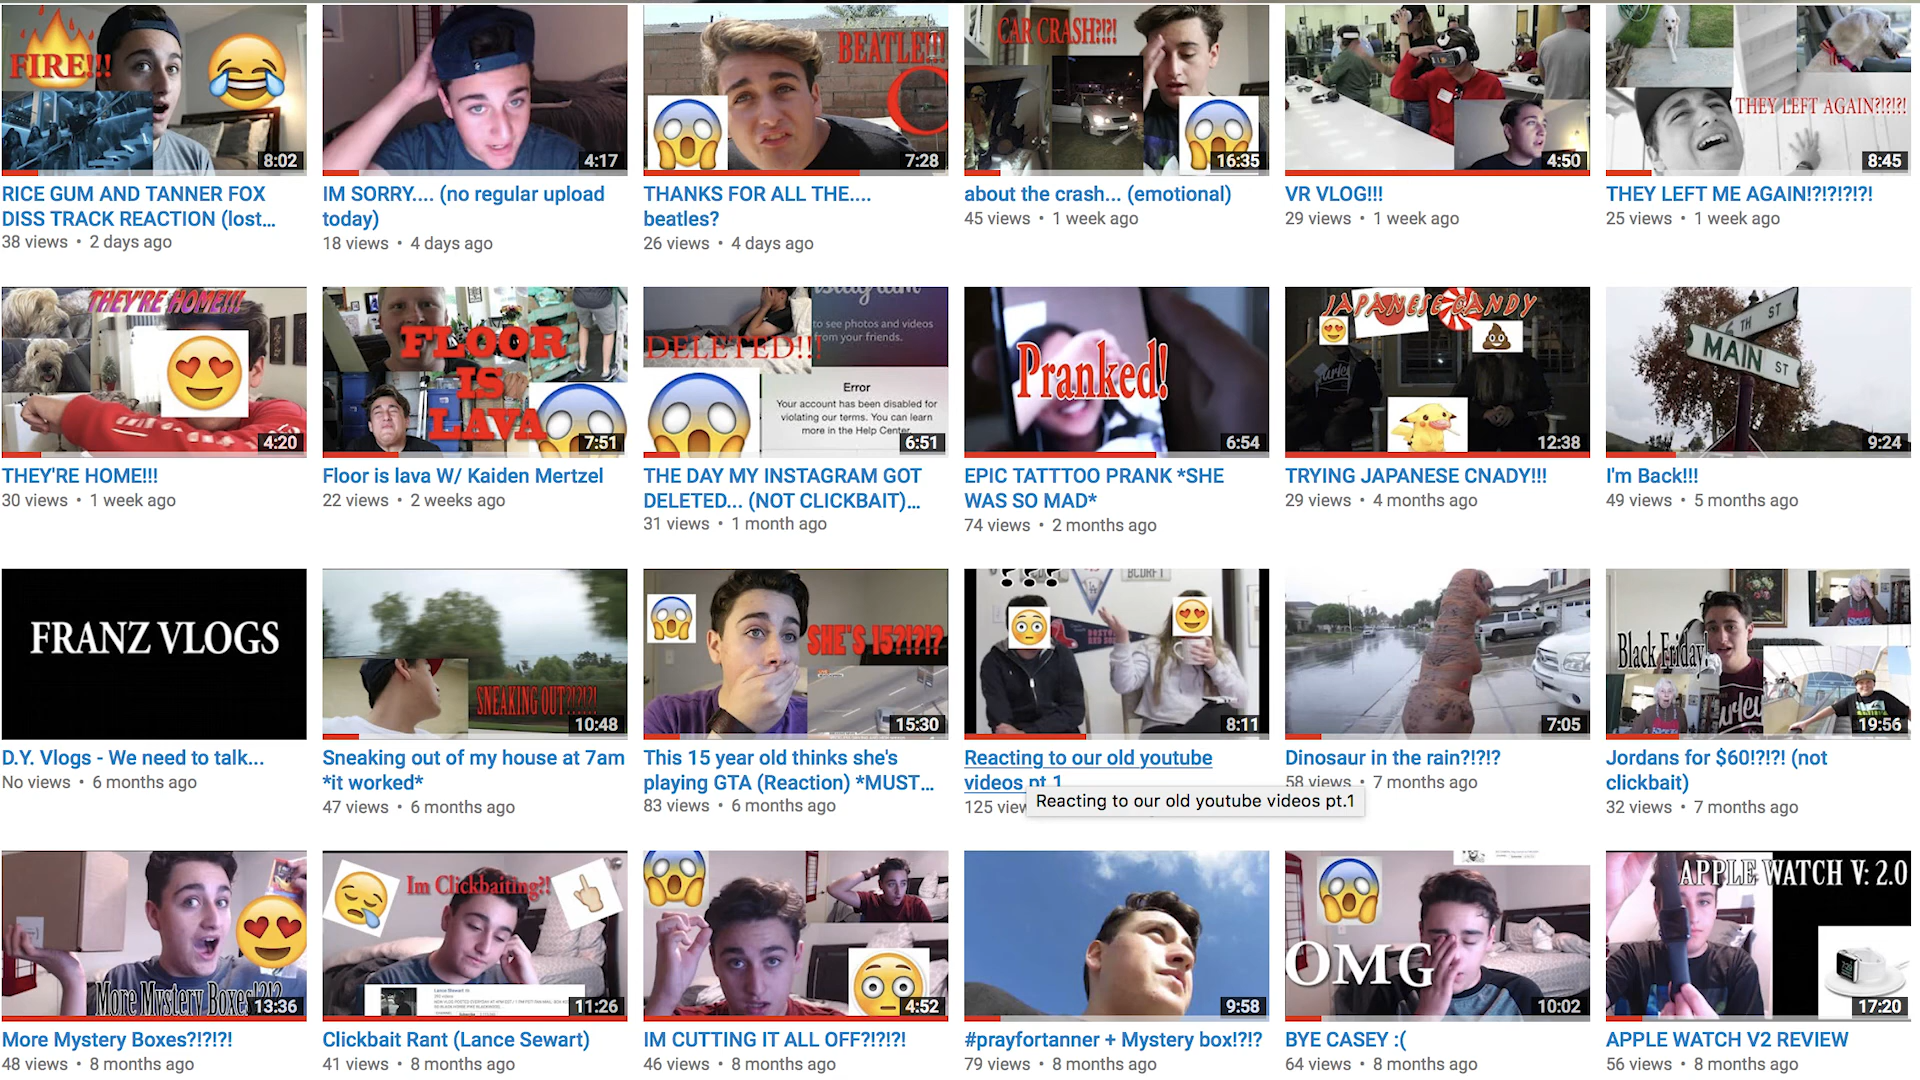 FIRE!!!
8:02
RICE GUM AND TANNER FOX
DISS TRACK REACTION (lost...
38 views • 2 days ago
4:17
IM SORRY.... (no regular upload
today)
18 views • 4 days ago
BEATLE!!!
7:28
THANKS FOR ALL THE....
beatles?
26 views • 4 days ago
CAR CRASH?!?!
16:35
about the crash... (emotional)
45 views • 1 week ago
4:50
VR VLOG!!!
29 views • 1 week ago
THEY LEFT AGAIN?!?!?!
8:45
THEY LEFT ME AGAIN!?!?!?!?!
25 views • 1 week ago
THEY'RE HOME!!!
4:20
THEY'RE HOME!!!
30 views • 1 week ago
FLOOR
IS
LAVA
7:51
Floor is lava W/ Kaiden Mertzel
22 views • 2 weeks ago
Instagram
to see photos and videos
from your friends.
DELETED!!!
Error
Your account has been disabled for
violating our terms. You can learn
more in the Help Center.
6:51
THE DAY MY INSTAGRAM GOT
DELETED... (NOT CLICKBAIT)...
31 views • 1 month ago
Pranked!
6:54
EPIC TATTTOO PRANK *SHE
WAS SO MAD*
74 views • 2 months ago
JAPANESE CANDY
12:38
TRYING JAPANESE CNADY!!!
29 views • 4 months ago
6 TH ST
MAIN ST
9:24
I'm Back!!!
49 views • 5 months ago
FRANZ VLOGS
D.Y. Vlogs - We need to talk...
No views • 6 months ago
SNEAKING OUT?!?!?!
10:48
Sneaking out of my house at 7am
*it worked*
47 views • 6 months ago
SHE'S 15?!?!?
15:30
This 15 year old thinks she's
playing GTA (Reaction) *MUST...
83 views • 6 months ago
???
BOSTON
RED SOX
8:11
Reacting to our old youtube
videos pt.1
125 view
Reacting to our old youtube videos pt.1
7:05
Dinosaur in the rain?!?!?
58 views • 7 months ago
Black Friday!
19:56
Jordans for $60!?!?! (not
clickbait)
32 views • 7 months ago
More Mystery Boxes!?!?
13:36
More Mystery Boxes?!?!?!
48 views • 8 months ago
Im Clickbaiting?!
11:26
Clickbait Rant (Lance Sewart)
41 views • 8 months ago
4:52
IM CUTTING IT ALL OFF?!?!?!
46 views • 8 months ago
9:58
#prayfortanner + Mystery box!?!?
79 views • 8 months ago
OMG
10:02
BYE CASEY :(
64 views • 8 months ago
APPLE WATCH V: 2.0
17:20
APPLE WATCH V2 REVIEW
56 views • 8 months ago